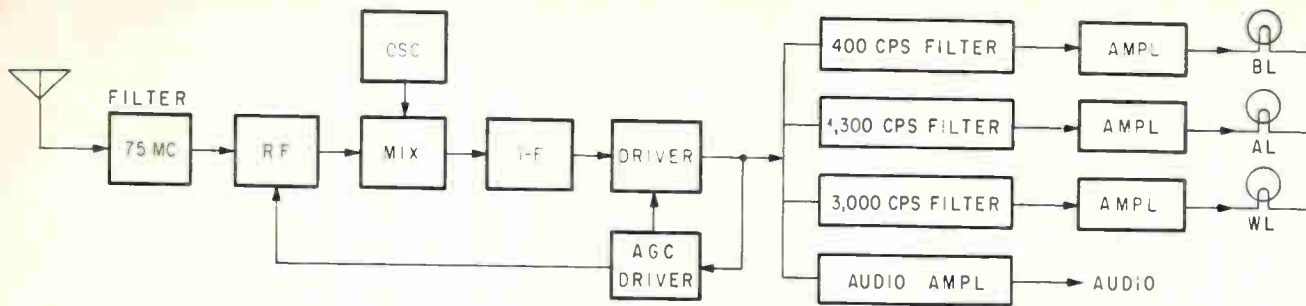 OSC
FILTER
75 MC
RF
MIX
I-F
DRIVER
AGC
DRIVER
400 CPS FILTER
AMPL
BL
1,300 CPS FILTER
AMPL
AL
3,000 CPS FILTER
AMPL
WL
AUDIO AMPL
AUDIO